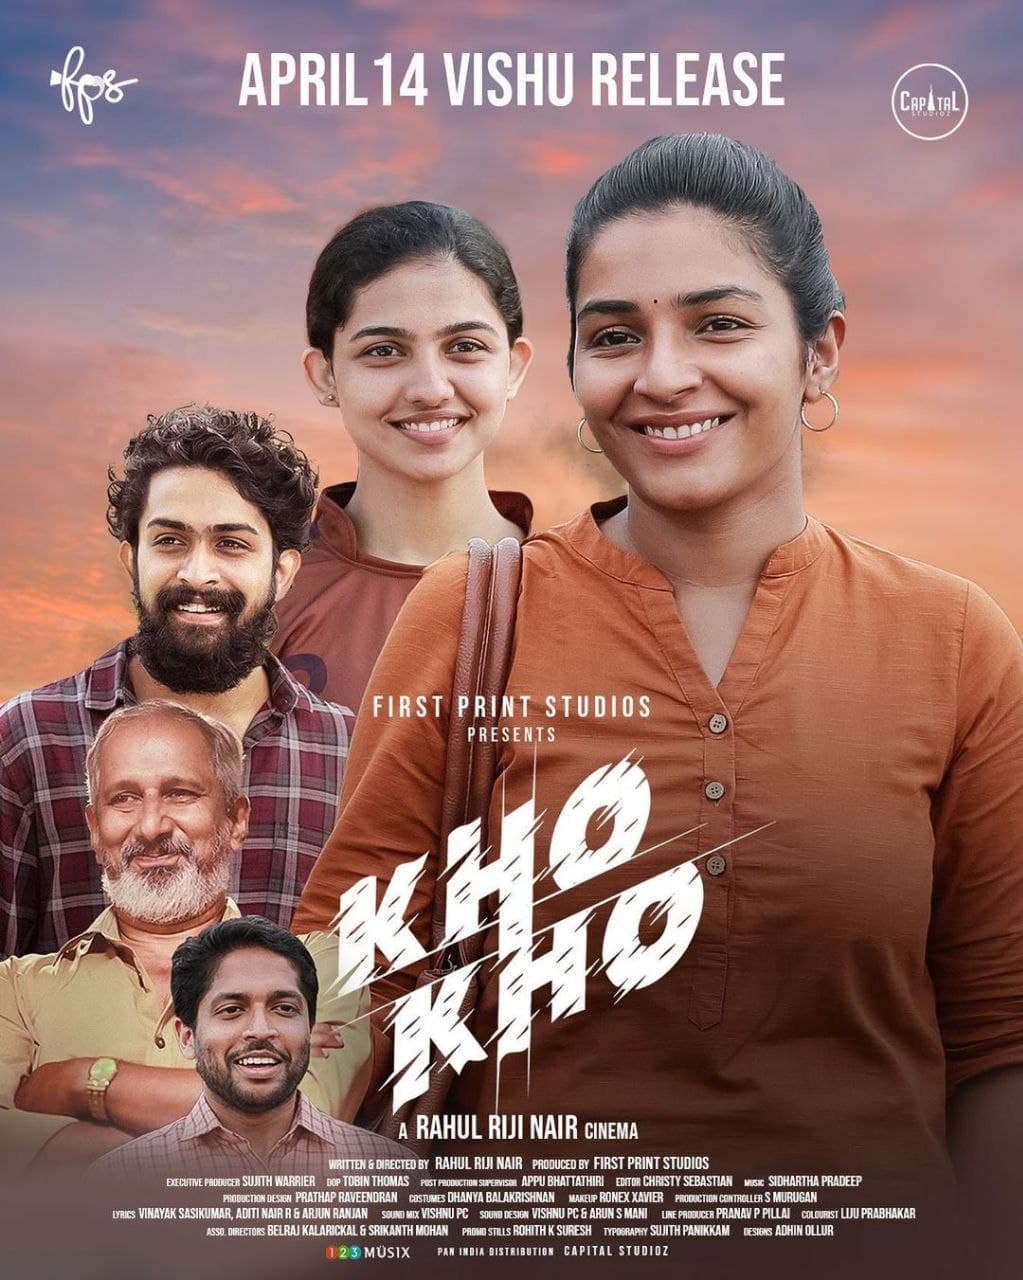 fps
APRIL 14 VISHU RELEASE
CAPITAL
STUDIOZ
FIRST PRINT STUDIOS
PRESENTS
KHO
KHO
A RAHUL RIJI NAIR CINEMA
WRITTEN & DIRECTED BY RAHUL RIJI NAIR PRODUCED BY FIRST PRINT STUDIOS
EXECUTIVE PRODUCER SUJITH WARRIER DOP TOBIN THOMAS POST PRODUCTION SUPERVISOR APPU BHATTATHIRI EDITOR CHRISTY SEBASTIAN MUSIC SIDHARTHA PRADEEP
PRODUCTION DESIGN PRATHAP RAVEENDRAN COSTUMES DHANYA BALAKRISHNAN MAKEUP RONEX XAVIER PRODUCTION CONTROLLER S MURUGAN
LYRICS VINAYAK SASIKUMAR, ADITI NAIR R & ARJUN RANJAN SOUND MIX VISHNU PC SOUND DESIGN VISHNU PC & ARUN S MANI LINE PRODUCER PRANAV P PILLAI COLOURIST LIJU PRABHAKAR
ASSO. DIRECTORS BELRAJ KALARICKAL & SRIKANTH MOHAN PROMO STILLS ROHITH K SURESH TYPOGRAPHY SUJITH PANIKKAM DESIGNS ADHIN OLLUR
123 MÜSIX PAN INDIA DISTRIBUTION CAPITAL STUDIOZ